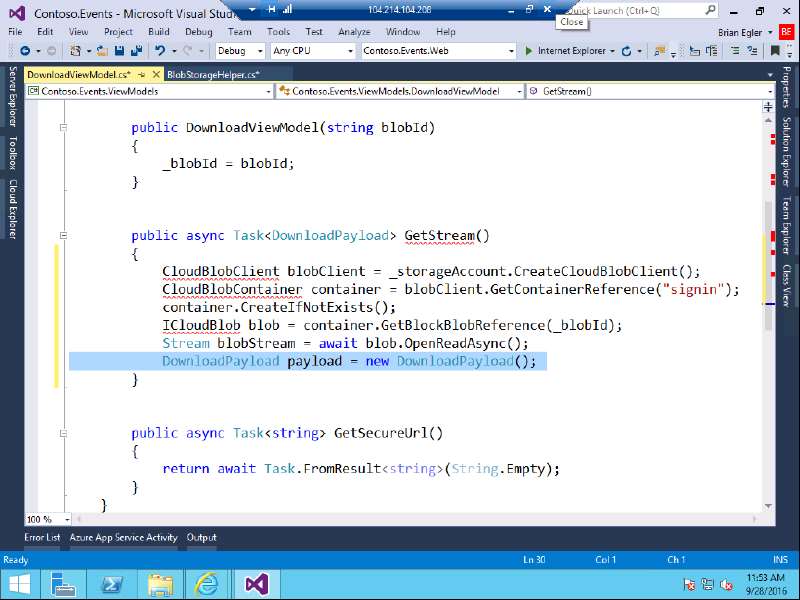 Contoso.Events - Microsoft Visual Stu
104.214.104.208
Quick Launch (Ctrl+Q)
Close
File Edit View Project Build Debug Team Tools Test Analyze Window Help
Brian Egler BE
Debug Any CPU Contoso.Events.Web Internet Explorer
DownloadViewModel.cs* BlobStorageHelper.cs*
Contoso.Events.ViewModels Contoso.Events.ViewModels.DownloadViewModel GetStream()
Server Explorer
Toolbox
Cloud Explorer
Properties
Solution Explorer
Team Explorer
Class View
public DownloadViewModel(string blobId)
{
_blobId = blobId;
}
public async Task<DownloadPayload> GetStream()
{
CloudBlobClient blobClient = _storageAccount.CreateCloudBlobClient();
CloudBlobContainer container = blobClient.GetContainerReference("signin");
container.CreateIfNotExists();
ICloudBlob blob = container.GetBlockBlobReference(_blobId);
Stream blobStream = await blob.OpenReadAsync();
DownloadPayload payload = new DownloadPayload();
}
public async Task<string> GetSecureUrl()
{
return await Task.FromResult<string>(String.Empty);
}
}
100 %
Error List Azure App Service Activity Output
Ready Ln 30 Col 1 Ch 1 INS
11:53 AM
9/28/2016